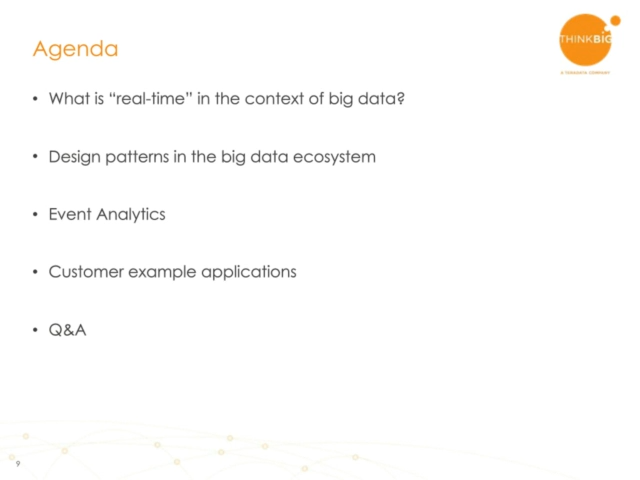 Agenda
THINKBIG
A TERADATA COMPANY
• What is “real-time” in the context of big data?
• Design patterns in the big data ecosystem
• Event Analytics
• Customer example applications
• Q&A
9